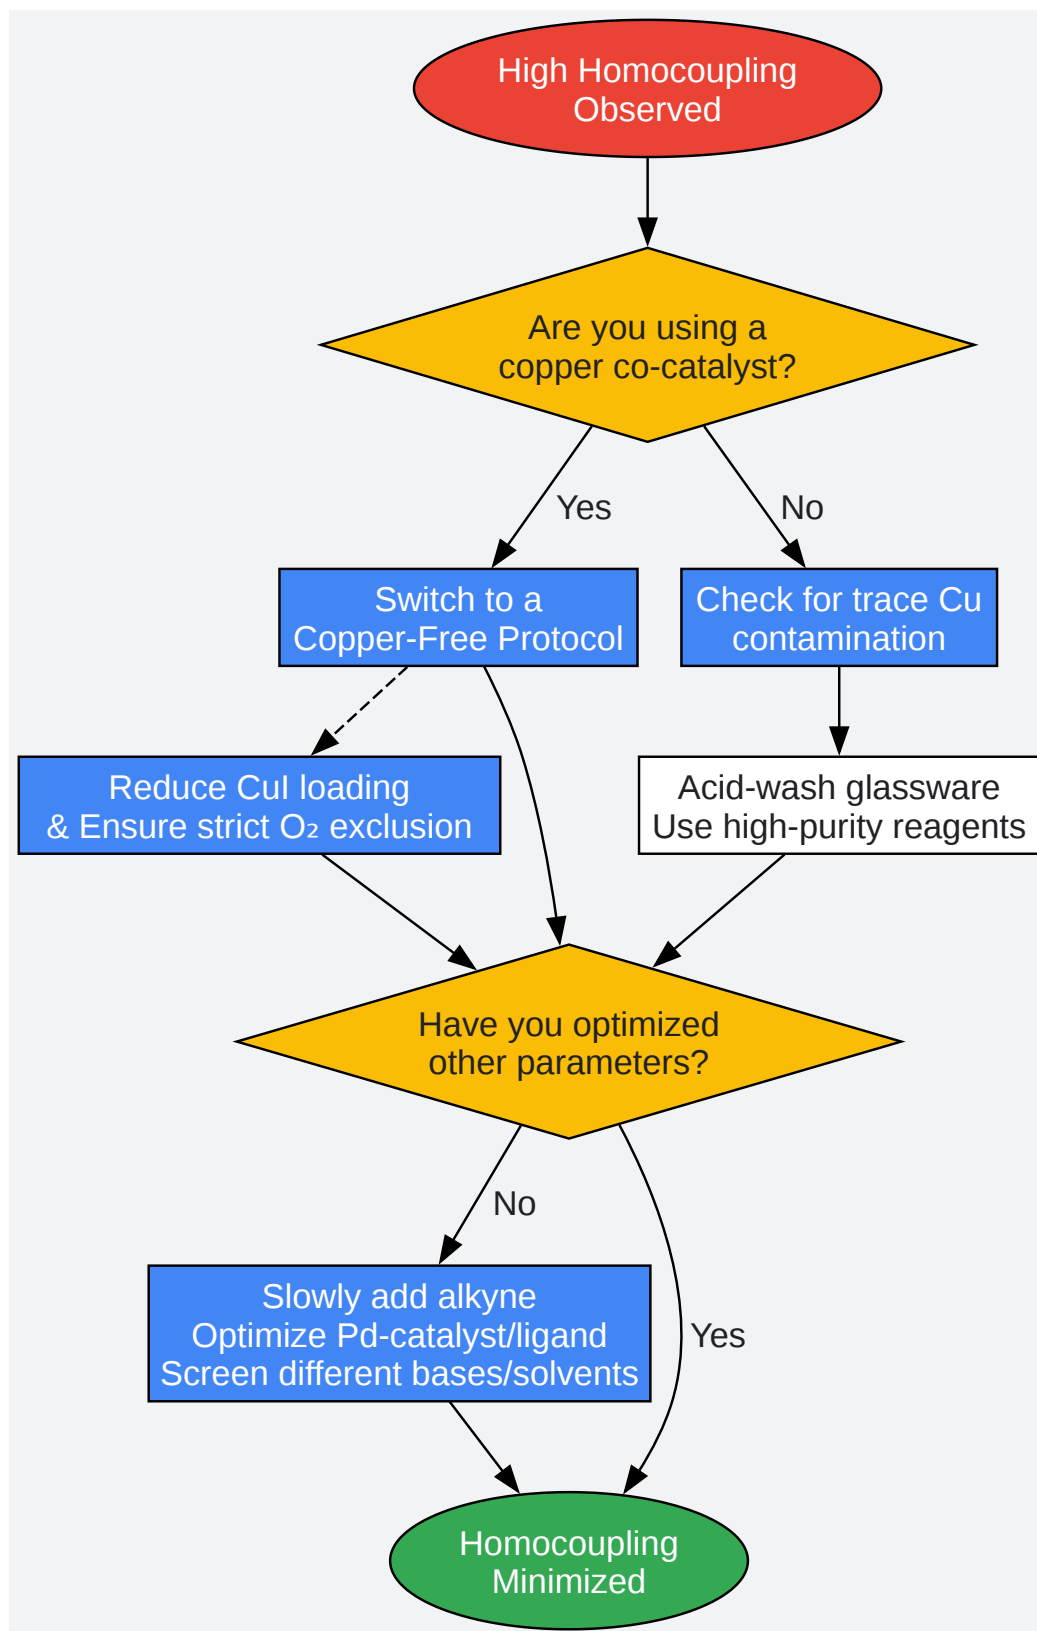 High Homocoupling
Observed
Are you using a
copper co-catalyst?
Yes
No
Switch to a
Copper-Free Protocol
Check for trace Cu
contamination
Reduce CuI loading
& Ensure strict O₂ exclusion
Acid-wash glassware
Use high-purity reagents
Have you optimized
other parameters?
No
Slowly add alkyne
Optimize Pd-catalyst/ligand
Screen different bases/solvents
Yes
Homocoupling
Minimized